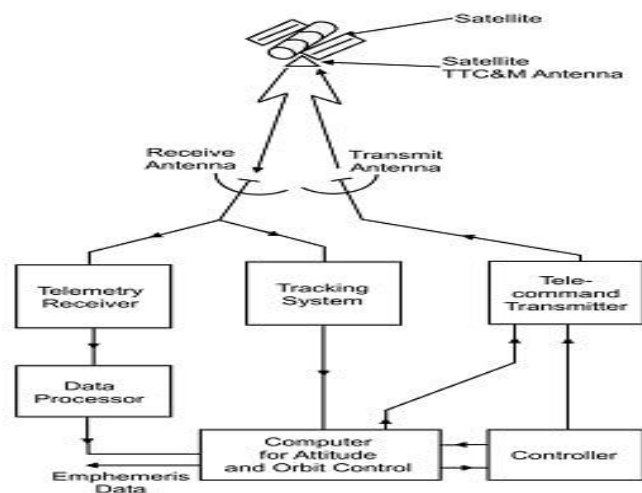 Satellite
Satellite
TTC&M Antenna
Receive
Antenna
Transmit
Antenna
Telemetry
Receiver
Tracking
System
Tele-
command
Transmitter
Data
Processor
Computer
for Attitude
and Orbit Control
Controller
Emphemeris
Data